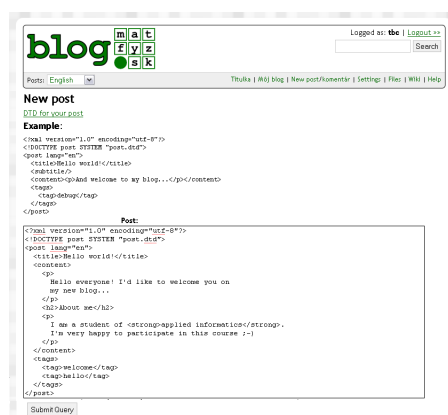 Logged as: tbc | Logout >>
blog
mat
fyz
sk
Search
Posts: English
Titulka | Môj blog | New post/komentár | Settings | Files | Wiki | Help
New post
DTD for your post
Example:
<?xml version="1.0" encoding="utf-8"?>
<!DOCTYPE post SYSTEM "post.dtd">
<post lang="en">
<title>Hello world!</title>
<subtitle/>
<content><p>And welcome to my blog...</p></content>
<tags>
<tag>debug</tag>
</tags>
</post>
Post:
<?xml version="1.0" encoding="utf-8"?>
<!DOCTYPE post SYSTEM "post.dtd">
<post lang="en">
<title>Hello world!</title>
<content>
<p>
Hello everyone! I'd like to welcome you on
my new blog...
</p>
<h2>About me</h2>
<p>
I am a student of <strong>applied informatics</strong>.
I'm very happy to participate in this course ;-)
</p>
</content>
<tags>
<tag>welcome</tag>
<tag>hello</tag>
</tags>
</post>
Submit Query